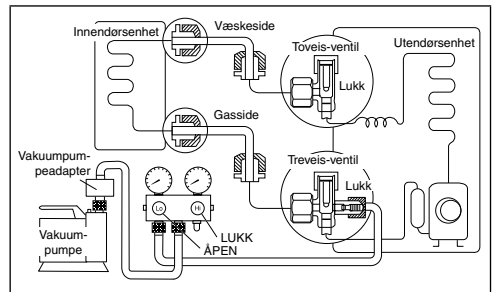 Innendørsenhet
Væskeside
Toveis-ventil
Utendørsenhet
Lukk
Gasside
Treveis-ventil
Lukk
Vakuumpum-
peadapter
Lo
Hi
LUKK
ÅPEN
Vakuum-
pumpe